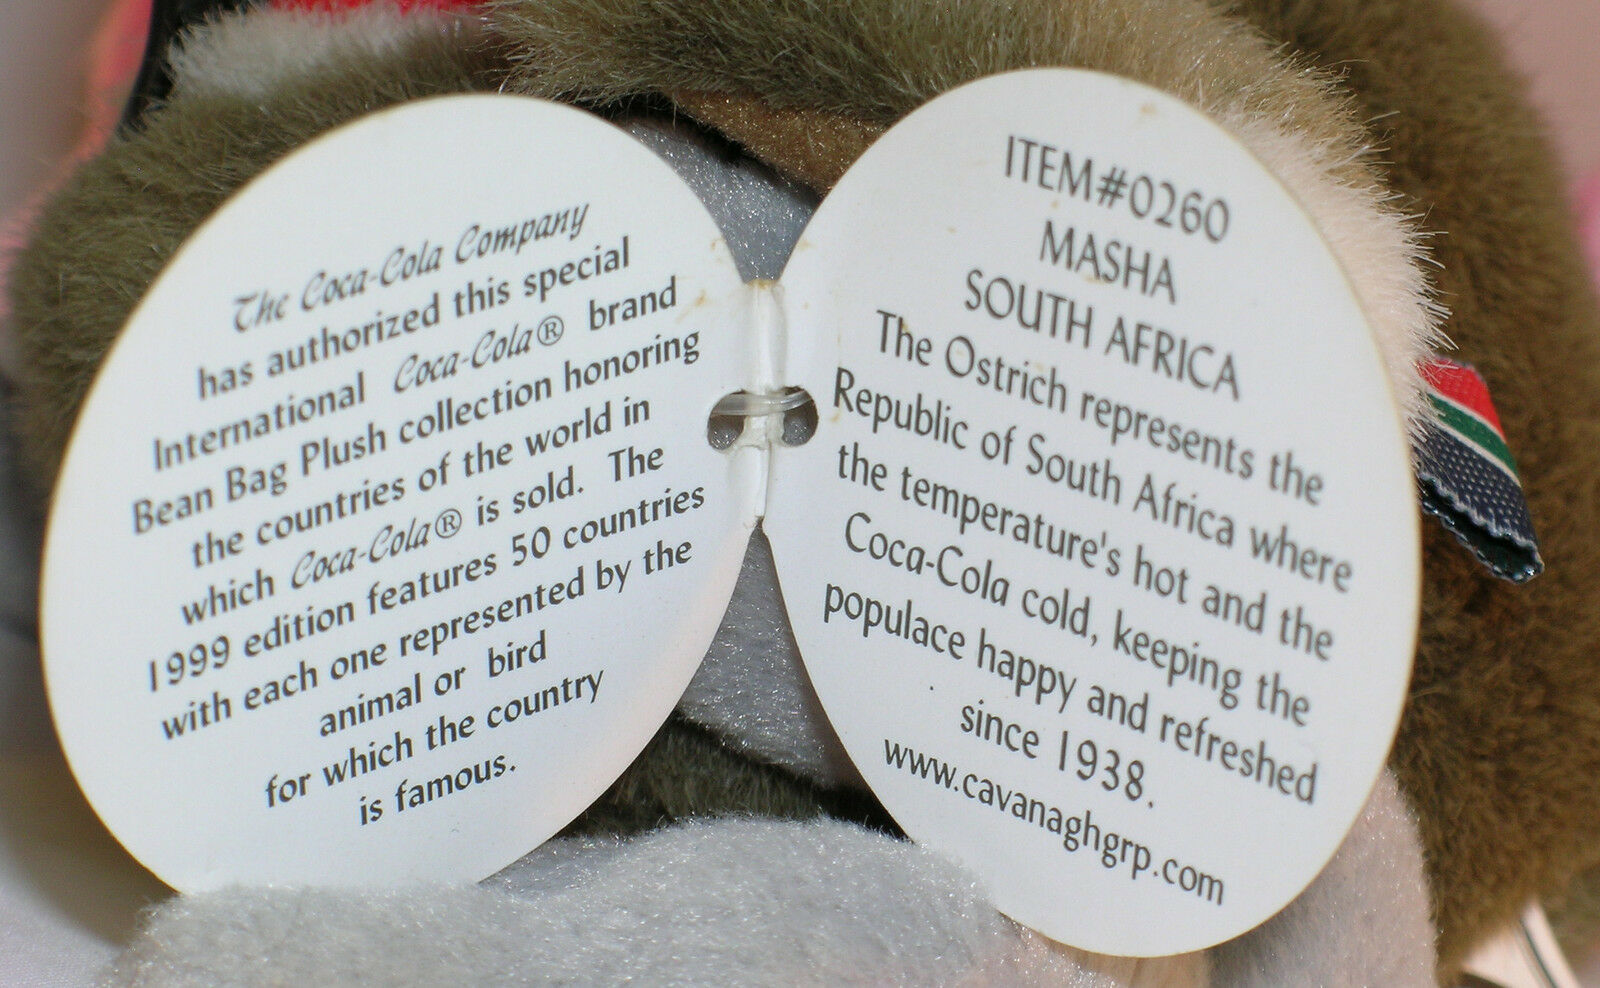 The Coca-Cola Company
has authorized this special
International Coca-Cola® brand
Bean Bag Plush collection honoring
the countries of the world in
which Coca-Cola® is sold. The
1999 edition features 50 countries
with each one represented by the
animal or bird
for which the country
is famous.
ITEM#0260
MASHA
SOUTH AFRICA
The Ostrich represents the
Republic of South Africa where
the temperature's hot and the
Coca-Cola cold, keeping the
populace happy and refreshed
since 1938.
www.cavanaghgrp.com